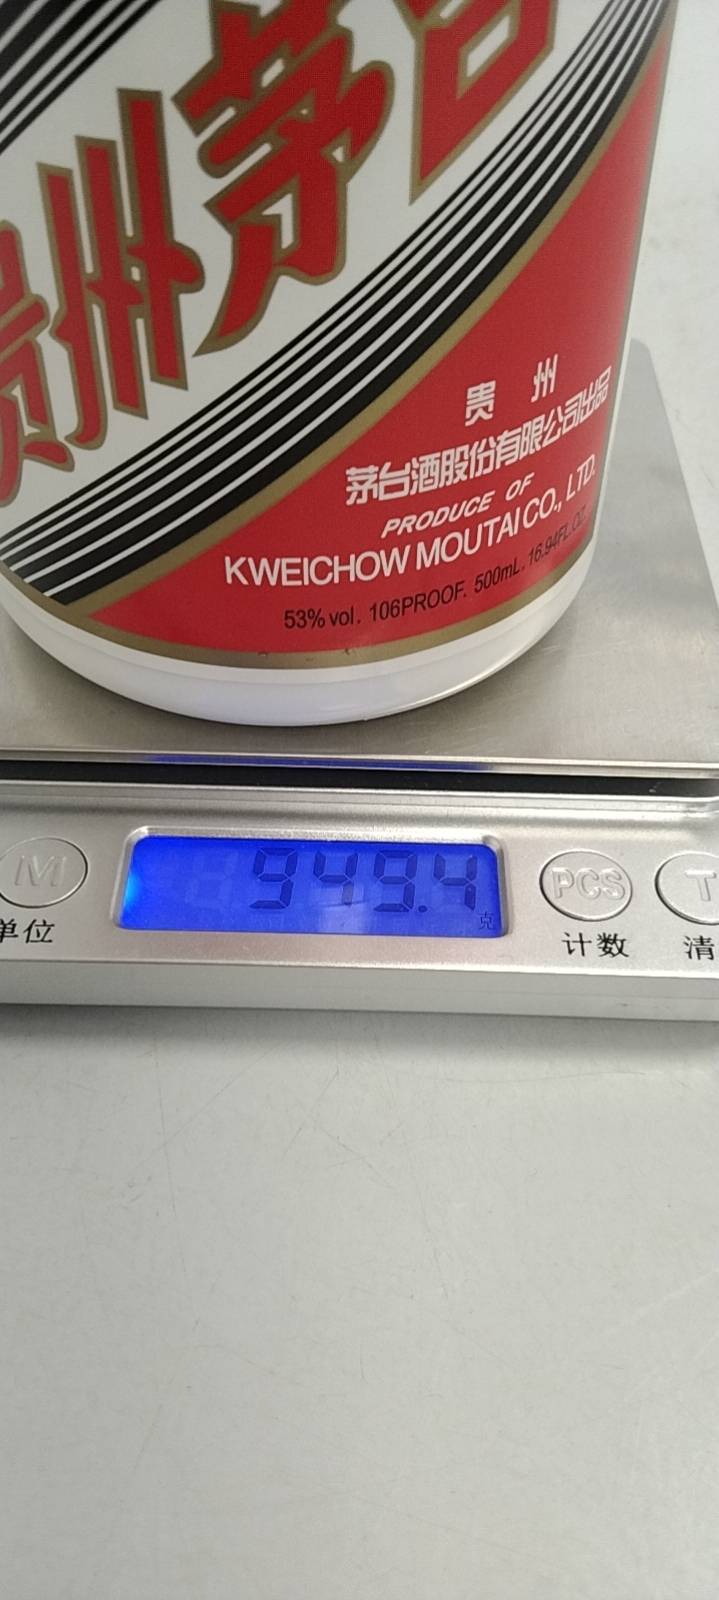 贵州茅台
贵州
茅台酒股份有限公司出品
PRODUCE OF
KWEICHOW MOUTAI CO., LTD.
53% vol. 106PROOF. 500mL. 16.94FL.OZ.
949.4
克
M
单位
PCS
计数
T
清